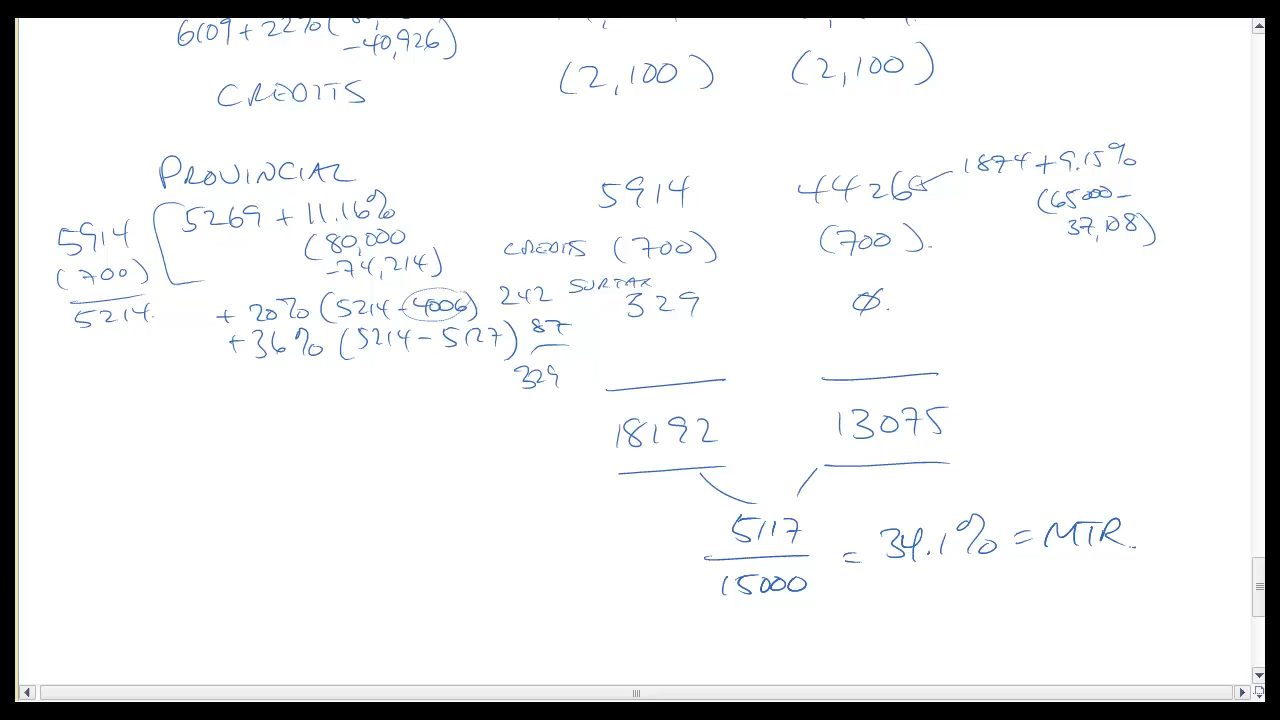 6109 + 22% (
-40,926)
CREDITS (2,100) (2,100)
PROVINCIAL 5914 44268 1874 + 9.15%
(65000 -
37,108)
5914 5269 + 11.16%
(80,000
-74,214)
(700)
5214
CREDITS (700) (700).
+ 20% (5214 - 4006) 242 SURTAX 329 Ø.
+ 36% (5214 - 5127) 87
329
18192 13075
5117
15000
= 34.1% = MTR.